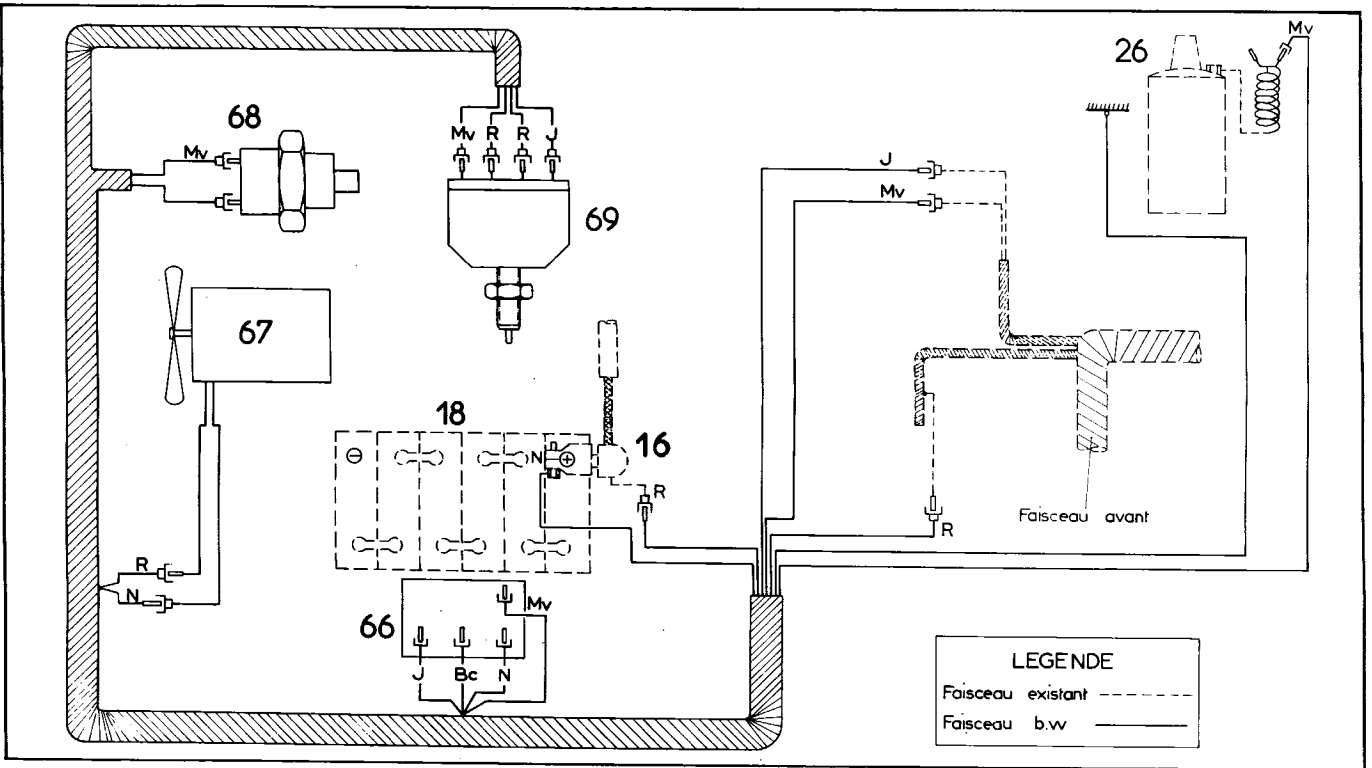 26
Mv
68
Mv R R J
Mv
69
J
Mv
67
18
N
16
R
Faisceau avant
R
R
N
66
Mv
J Bc N
LEGENDE
Faisceau existant
Faisceau b.vv